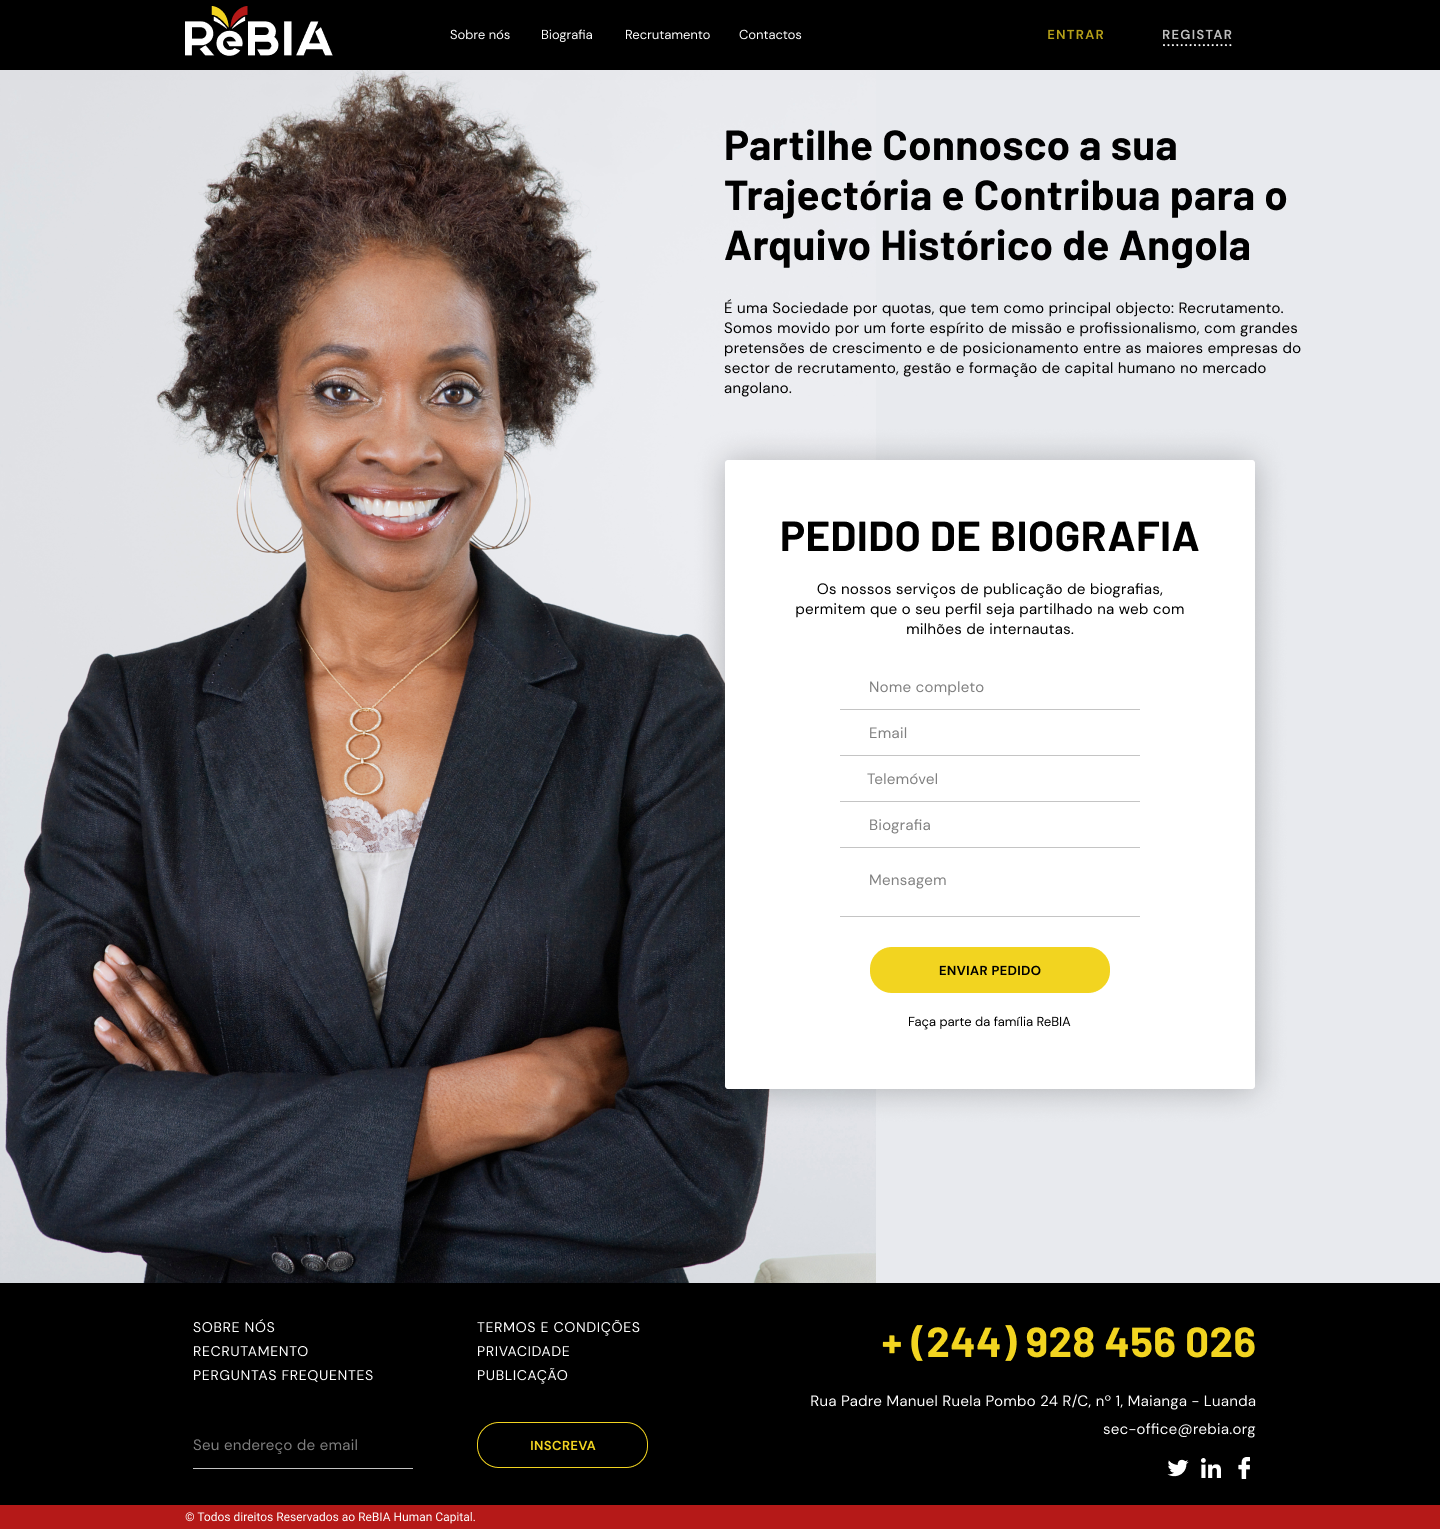 ReBIA
Sobre nós
Biografia
Recrutamento
Contactos
ENTRAR
REGISTAR
Partilhe Connosco a sua
Trajectória e Contribua para o
Arquivo Histórico de Angola
É uma Sociedade por quotas, que tem como principal objecto: Recrutamento.
Somos movido por um forte espírito de missão e profissionalismo, com grandes
pretensões de crescimento e de posicionamento entre as maiores empresas do
sector de recrutamento, gestão e formação de capital humano no mercado
angolano.
PEDIDO DE BIOGRAFIA
Os nossos serviços de publicação de biografias,
permitem que o seu perfil seja partilhado na web com
milhões de internautas.
Nome completo
Email
Telemóvel
Biografia
Mensagem
ENVIAR PEDIDO
Faça parte da família ReBIA
SOBRE NÓS
RECRUTAMENTO
PERGUNTAS FREQUENTES
TERMOS E CONDIÇÕES
PRIVACIDADE
PUBLICAÇÃO
Seu endereço de email
INSCREVA
+ (244) 928 456 026
Rua Padre Manuel Ruela Pombo 24 R/C, nº 1, Maianga - Luanda
sec-office@rebia.org
© Todos direitos Reservados ao ReBIA Human Capital.